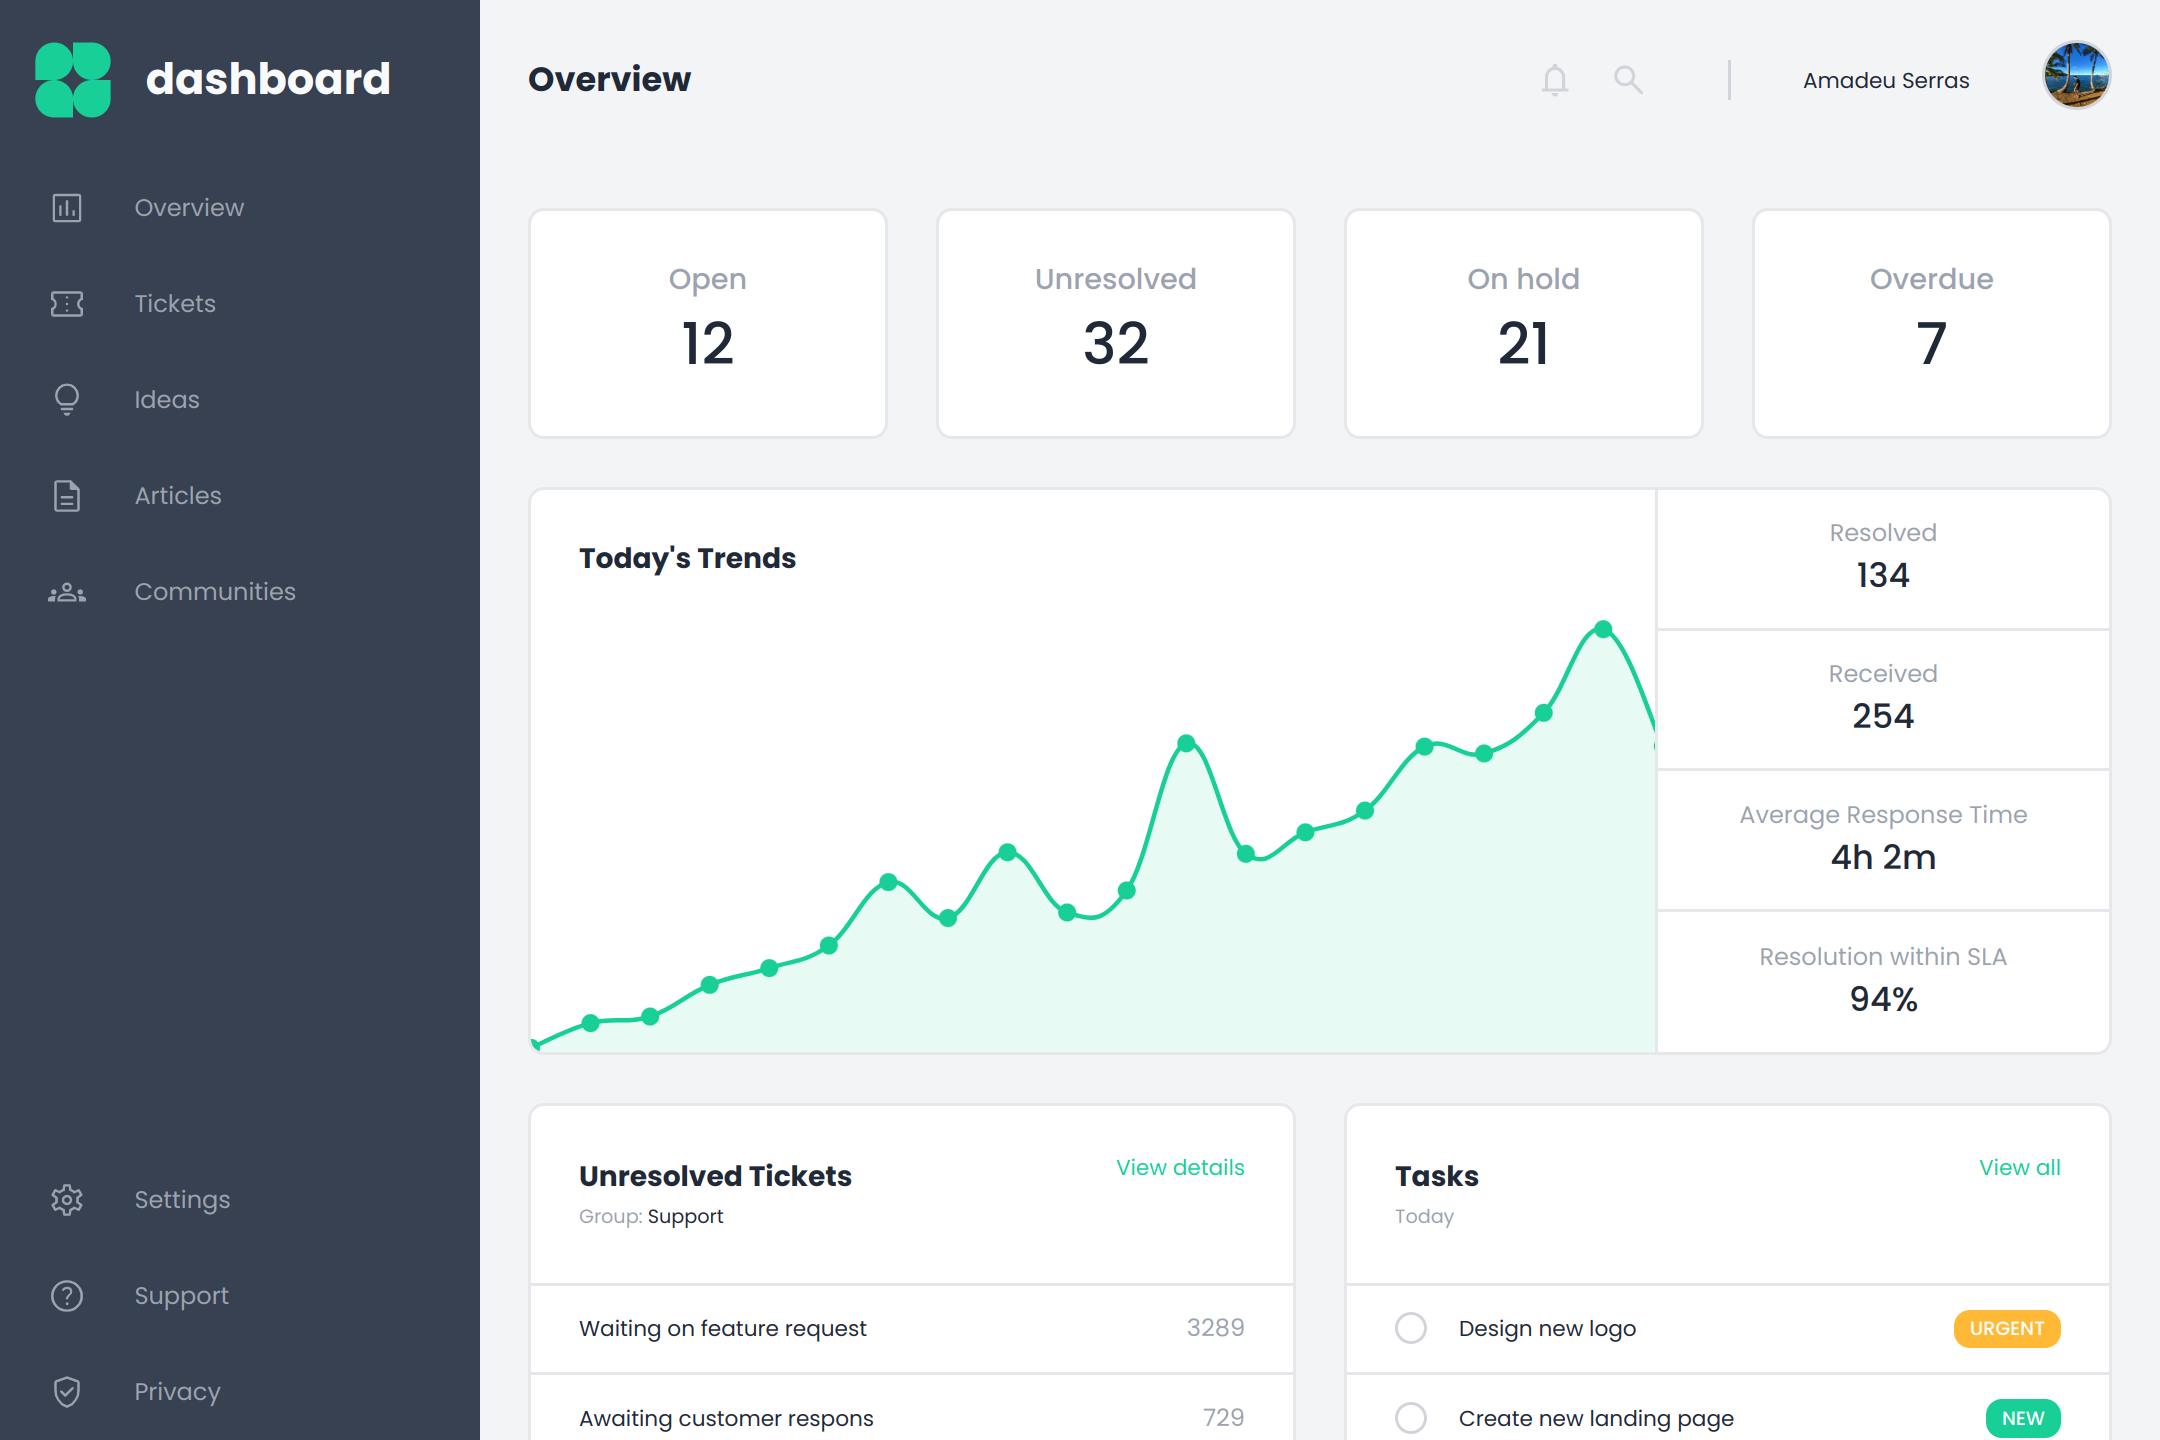 dashboard
Overview
Tickets
Ideas
Articles
Communities
Settings
Support
Privacy
Overview
Amadeu Serras
Open
12
Unresolved
32
On hold
21
Overdue
7
Today's Trends
Resolved
134
Received
254
Average Response Time
4h 2m
Resolution within SLA
94%
Unresolved Tickets
View details
Group: Support
Waiting on feature request
3289
Awaiting customer respons
729
Tasks
View all
Today
Design new logo
URGENT
Create new landing page
NEW